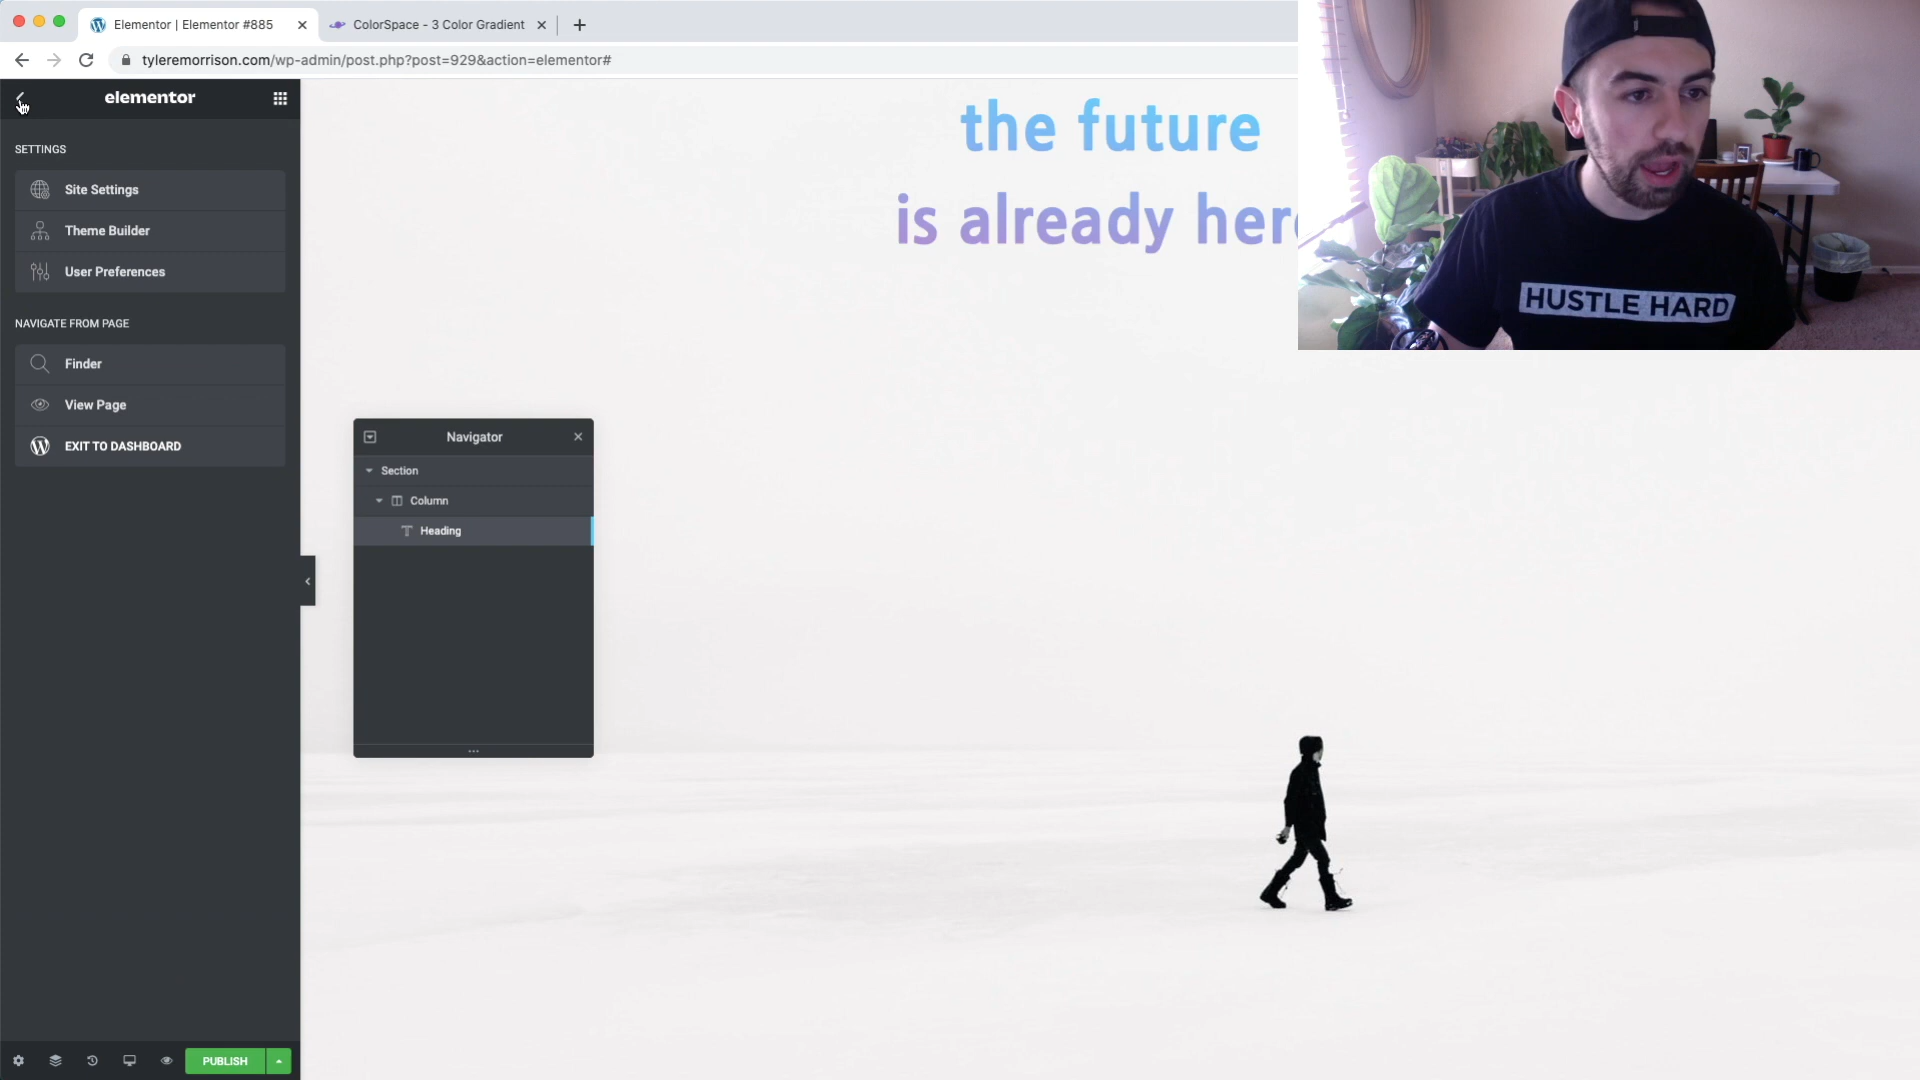 Elementor | Elementor #885
ColorSpace - 3 Color Gradient
tyleremorrison.com/wp-admin/post.php?post=929&action=elementor#
elementor
SETTINGS
Site Settings
Theme Builder
User Preferences
NAVIGATE FROM PAGE
Finder
View Page
EXIT TO DASHBOARD
PUBLISH
Navigator
Section
Column
Heading
the future
is already here
HUSTLE HARD